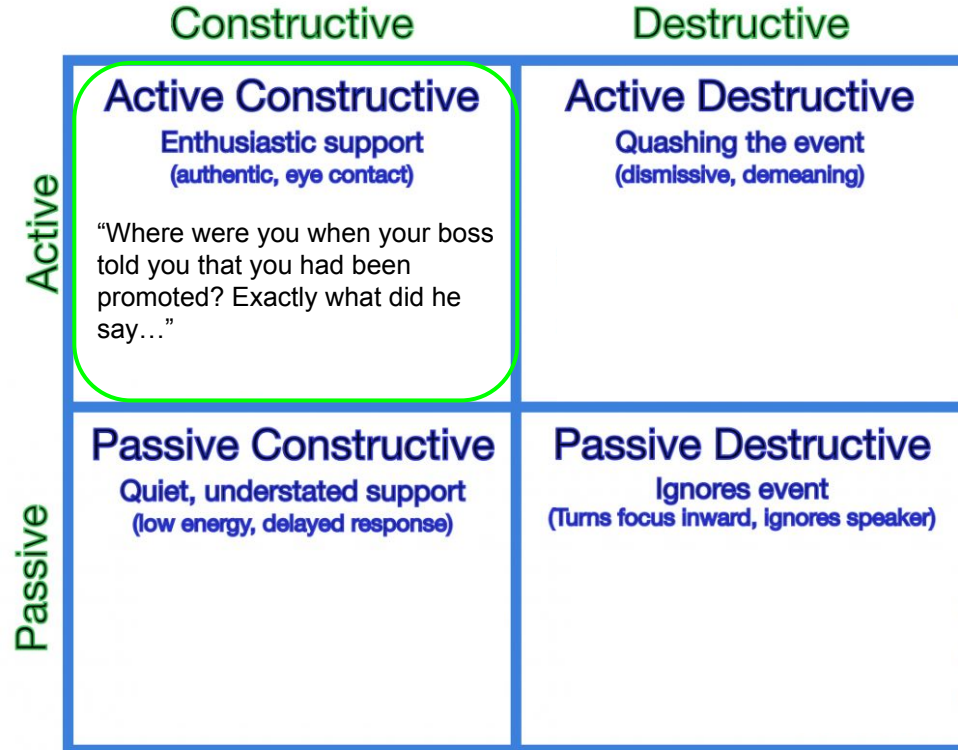 Constructive
Destructive
Active
Active Constructive
Enthusiastic support
(authentic, eye contact)
“Where were you when your boss
told you that you had been
promoted? Exactly what did he
say…”
Active Destructive
Quashing the event
(dismissive, demeaning)
Passive
Passive Constructive
Quiet, understated support
(low energy, delayed response)
Passive Destructive
Ignores event
(Turns focus inward, ignores speaker)